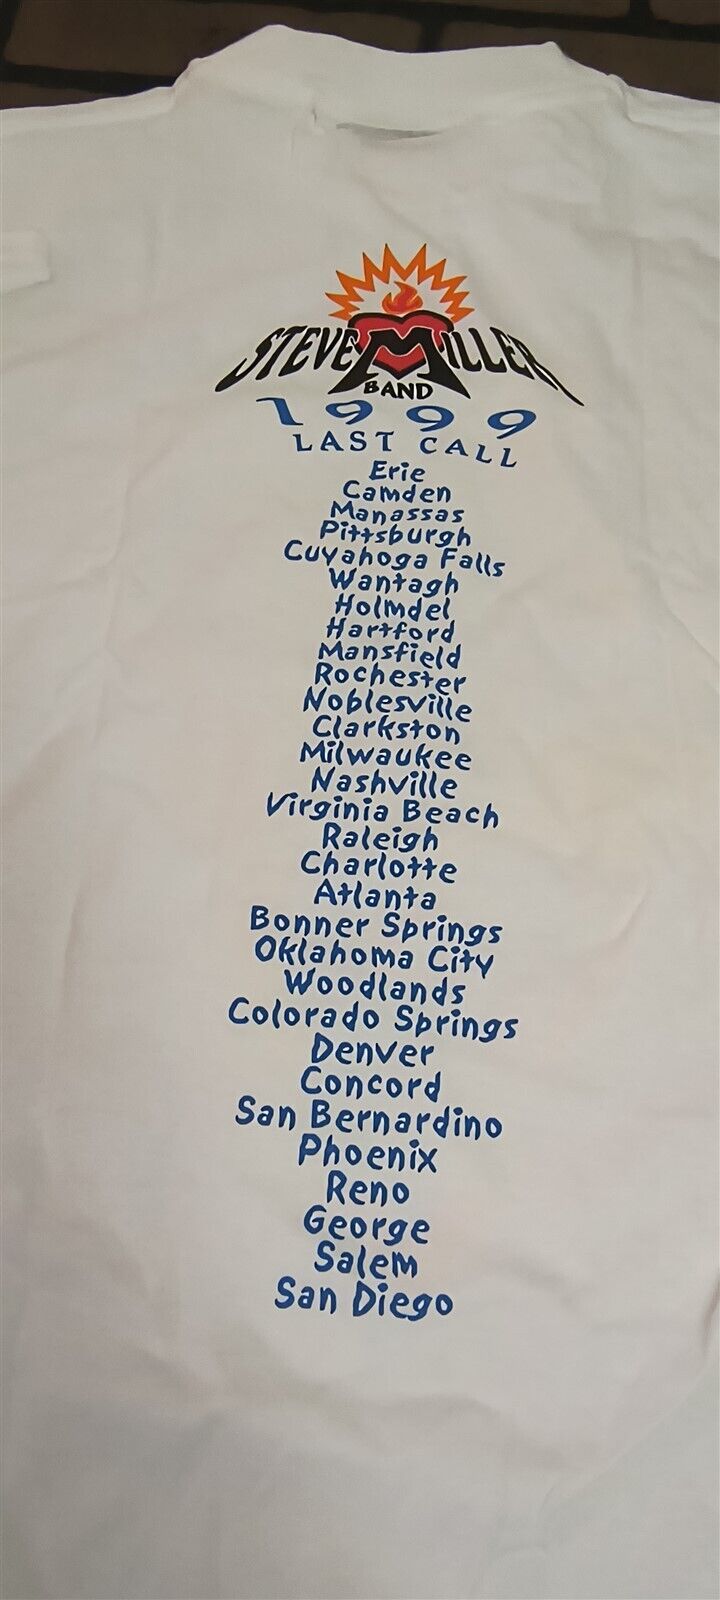 STEVE MILLER
BAND
1999
LAST CALL
Erie
Camden
Manassas
Pittsburgh
Cuyahoga Falls
Wantagh
Holmdel
Hartford
Mansfield
Rochester
Noblesville
Clarkston
Milwaukee
Nashville
Virginia Beach
Raleigh
Charlotte
Atlanta
Bonner Springs
Oklahoma City
Woodlands
Colorado Springs
Denver
Concord
San Bernardino
Phoenix
Reno
George
Salem
San Diego